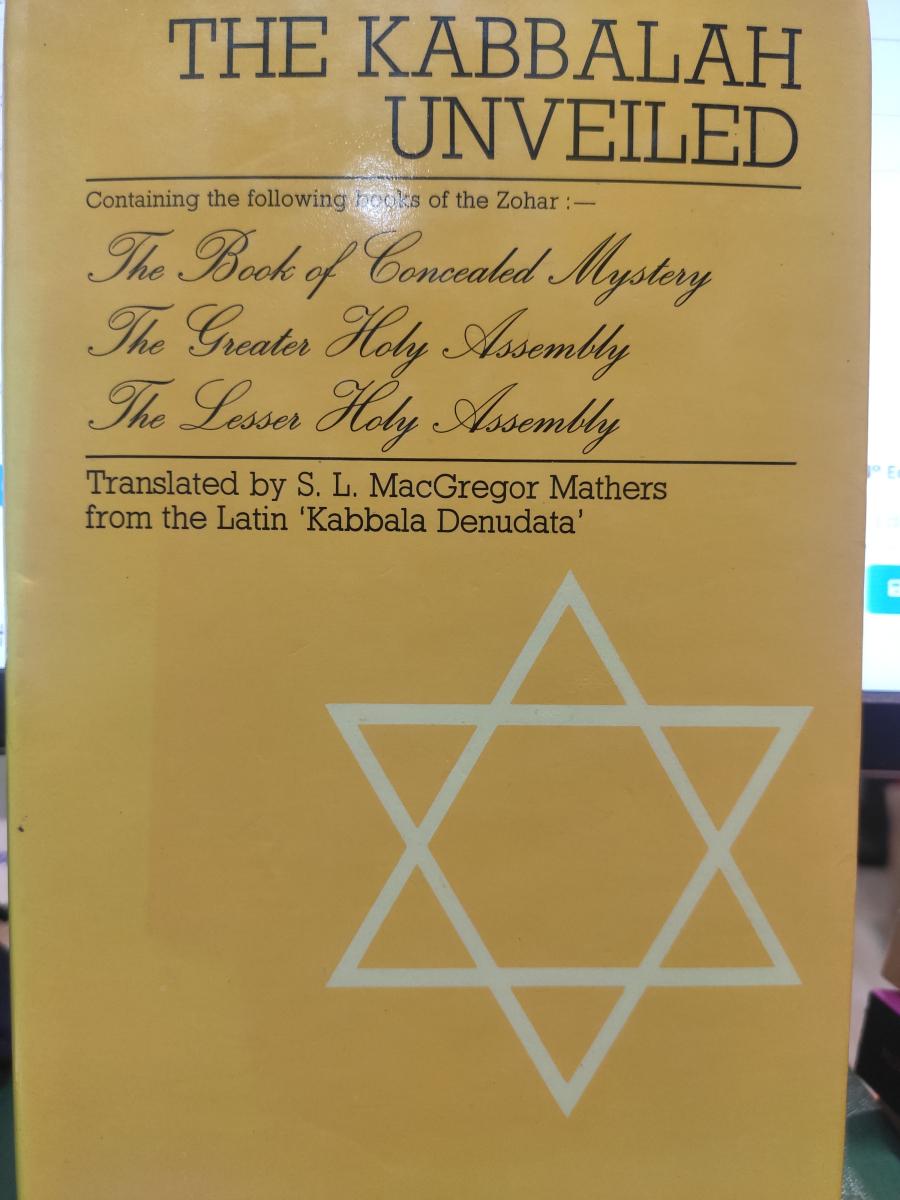 THE KABBALAH
UNVEILED
Containing the following books of the Zohar :—
The Book of Concealed Mystery
The Greater Holy Assembly
The Lesser Holy Assembly
Translated by S. L. MacGregor Mathers
from the Latin ‘Kabbala Denudata’